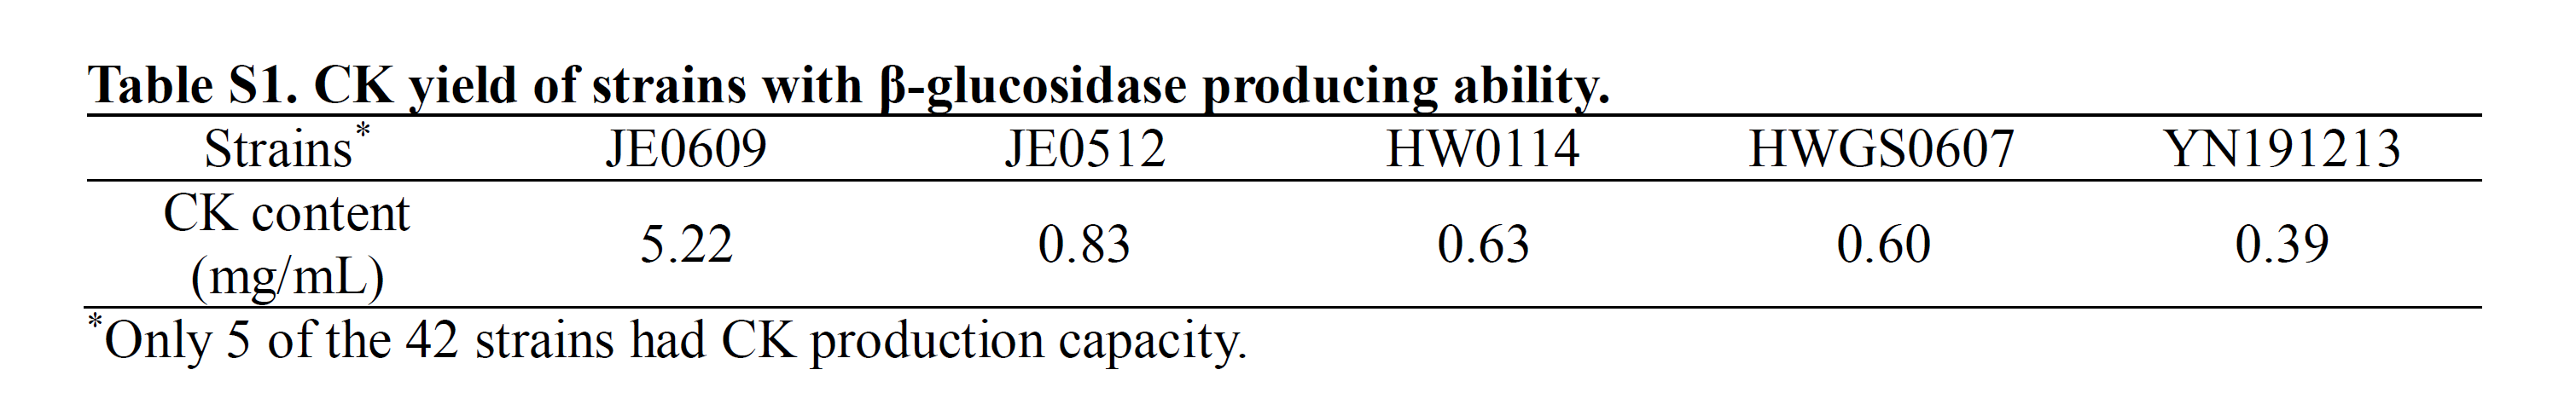 Table S1. CK yield of strains with β-glucosidase producing ability.
Strains* JE0609 JE0512 HW0114 HWGS0607 YN191213
CK content (mg/mL) 5.22 0.83 0.63 0.60 0.39
*Only 5 of the 42 strains had CK production capacity.